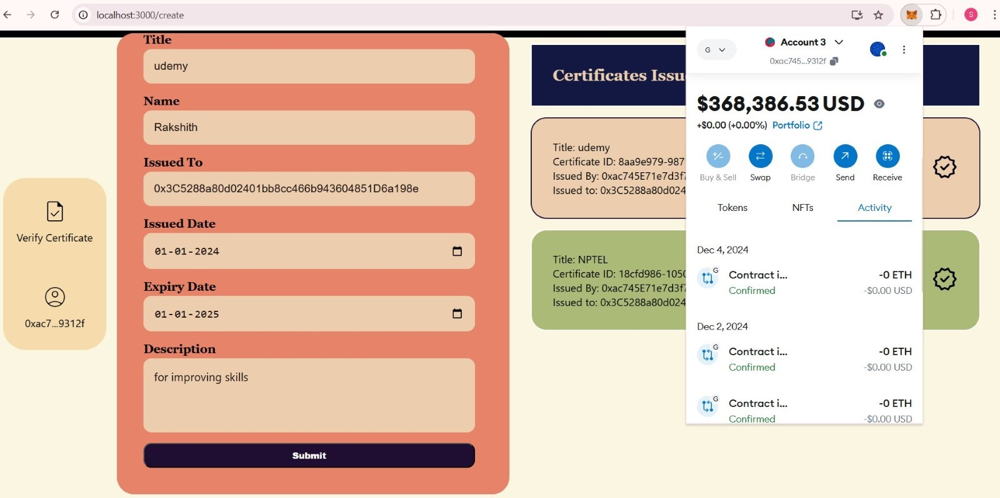 localhost:3000/create
S
Title
udemy
Name
Rakshith
Issued To
0x3C5288a80d02401bb8cc466b943604851D6a198e
Issued Date
01-01-2024
Expiry Date
01-01-2025
Description
for improving skills
Submit
Verify Certificate
0xac7...9312f
Certificates Issu
Title: udemy
Certificate ID: 8aa9e979-987
Issued By: 0xac745E71e7d3f7
Issued to: 0x3C5288a80d024
Title: NPTEL
Certificate ID: 18cfd986-1050
Issued By: 0xac745E71e7d3f7
Issued to: 0x3C5288a80d024
G
Account 3
0xac745...9312f
$368,386.53 USD
+$0.00 (+0.00%) Portfolio
Buy & Sell Swap Bridge Send Receive
Tokens NFTs Activity
Dec 4, 2024
G
Contract i... -0 ETH
Confirmed -$0.00 USD
Dec 2, 2024
G
Contract i... -0 ETH
Confirmed -$0.00 USD
G
Contract i... -0 ETH
Confirmed -$0.00 USD